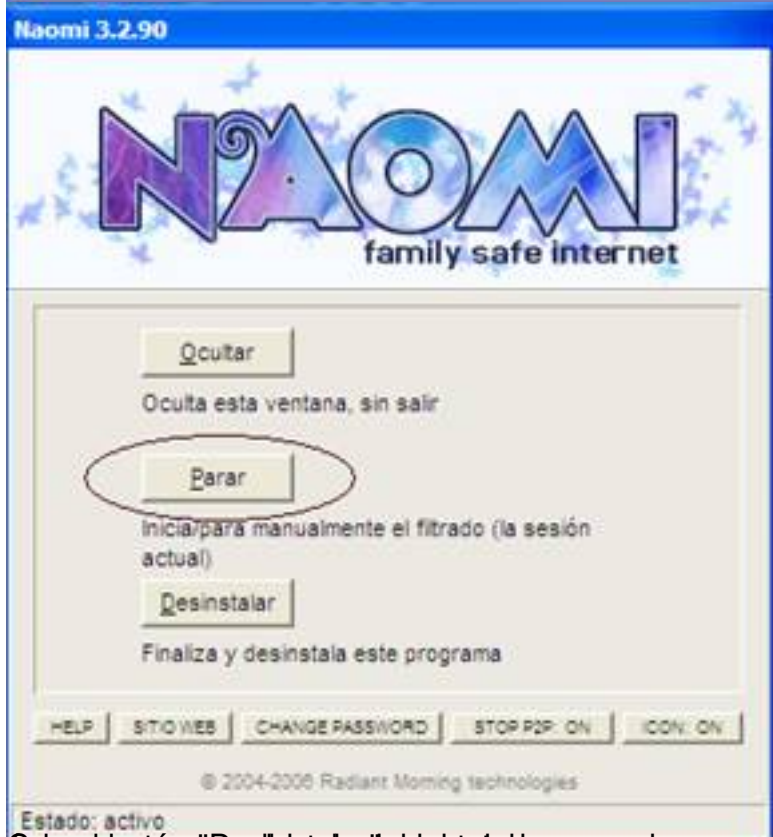 Naomi 3.2.90
NAOMI
family safe internet
Ocultar
Oculta esta ventana, sin salir
Parar
Inicia/para manualmente el filtrado (la sesión
actual)
Desinstalar
Finaliza y desinstala este programa
HELP SITIO WEB CHANGE PASSWORD STOP P2P: ON ICON: ON
© 2004-2006 Radiant Morning technologies
Estado: activo